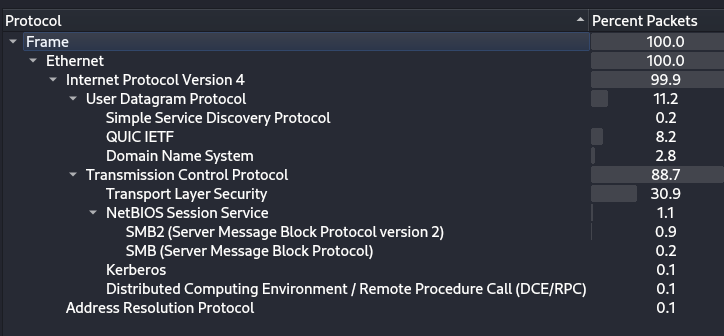 Protocol Percent Packets
Frame 100.0
Ethernet 100.0
Internet Protocol Version 4 99.9
User Datagram Protocol 11.2
Simple Service Discovery Protocol 0.2
QUIC IETF 8.2
Domain Name System 2.8
Transmission Control Protocol 88.7
Transport Layer Security 30.9
NetBIOS Session Service 1.1
SMB2 (Server Message Block Protocol version 2) 0.9
SMB (Server Message Block Protocol) 0.2
Kerberos 0.1
Distributed Computing Environment / Remote Procedure Call (DCE/RPC) 0.1
Address Resolution Protocol 0.1